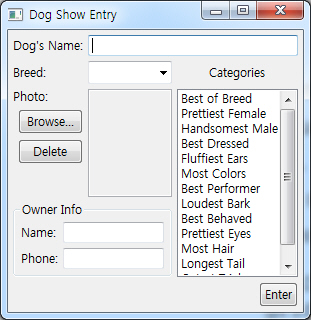 Dog Show Entry
Dog's Name:
Breed:
Categories
Photo:
Browse...
Delete
Best of Breed
Prettiest Female
Handsomest Male
Best Dressed
Fluffiest Ears
Most Colors
Best Performer
Loudest Bark
Best Behaved
Prettiest Eyes
Most Hair
Longest Tail
Owner Info
Name:
Phone:
Enter